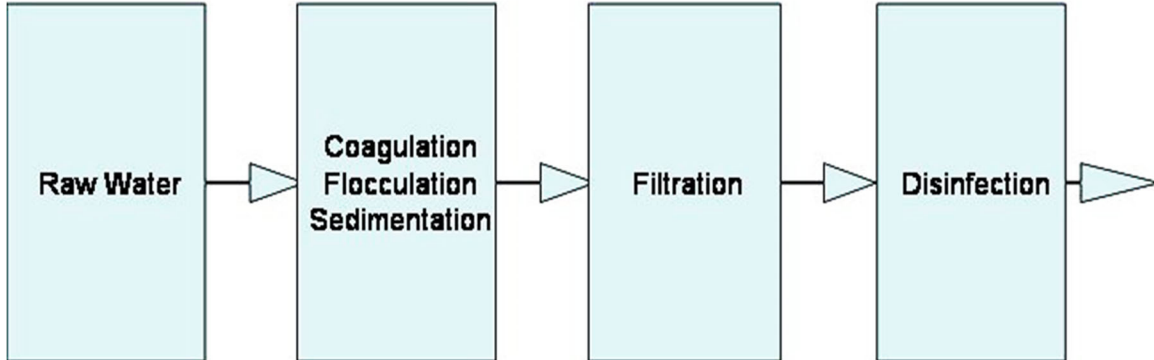 Raw Water
Coagulation
Flocculation
Sedimentation
Filtration
Disinfection